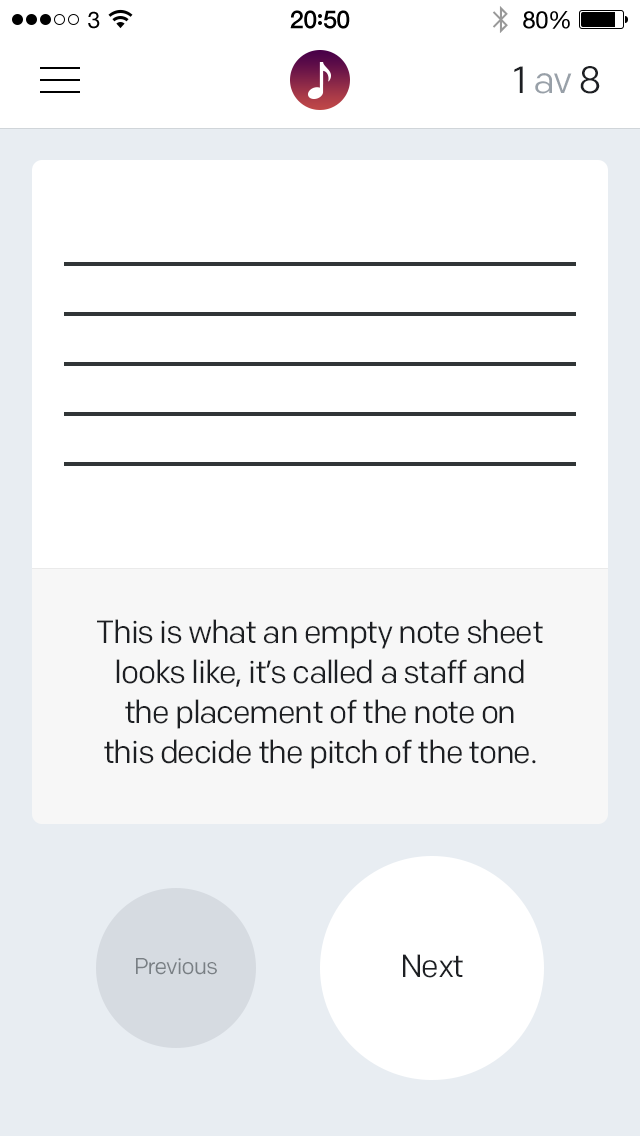 3 20:50 80%
1 av 8
This is what an empty note sheet
looks like, it’s called a staff and
the placement of the note on
this decide the pitch of the tone.
Previous
Next